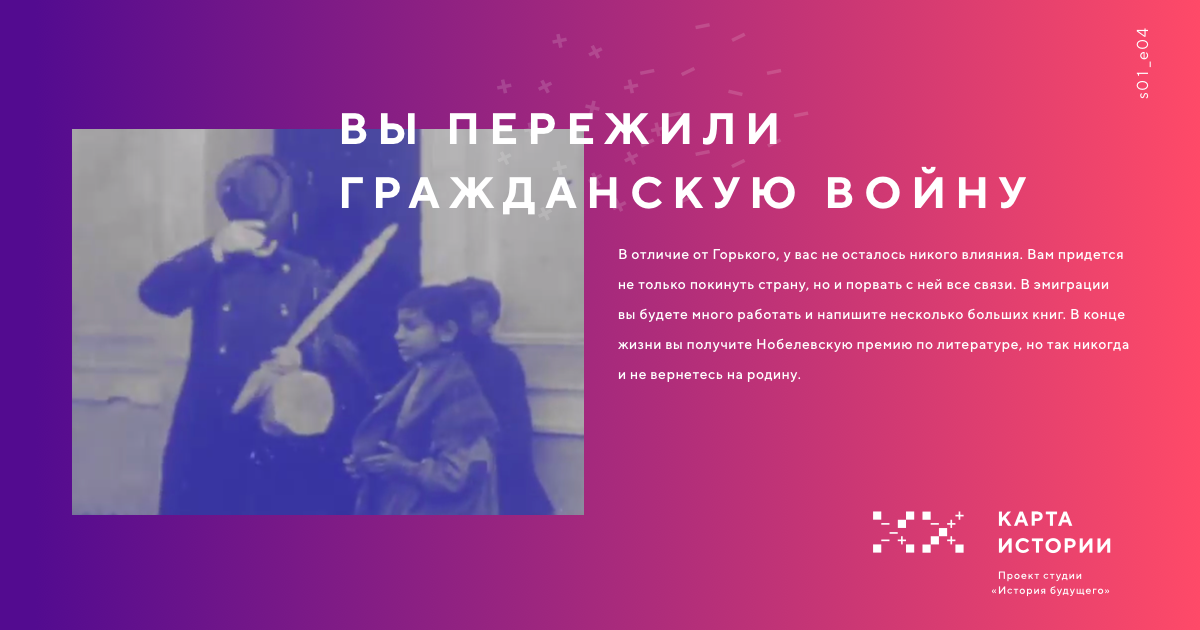 s01_e04
ВЫ ПЕРЕЖИЛИ
ГРАЖДАНСКУЮ ВОЙНУ
В отличие от Горького, у вас не осталось никого влияния. Вам придется
не только покинуть страну, но и порвать с ней все связи. В эмиграции
вы будете много работать и напишите несколько больших книг. В конце
жизни вы получите Нобелевскую премию по литературе, но так никогда
и не вернетесь на родину.
КАРТА
ИСТОРИИ
Проект студии
«История будущего»